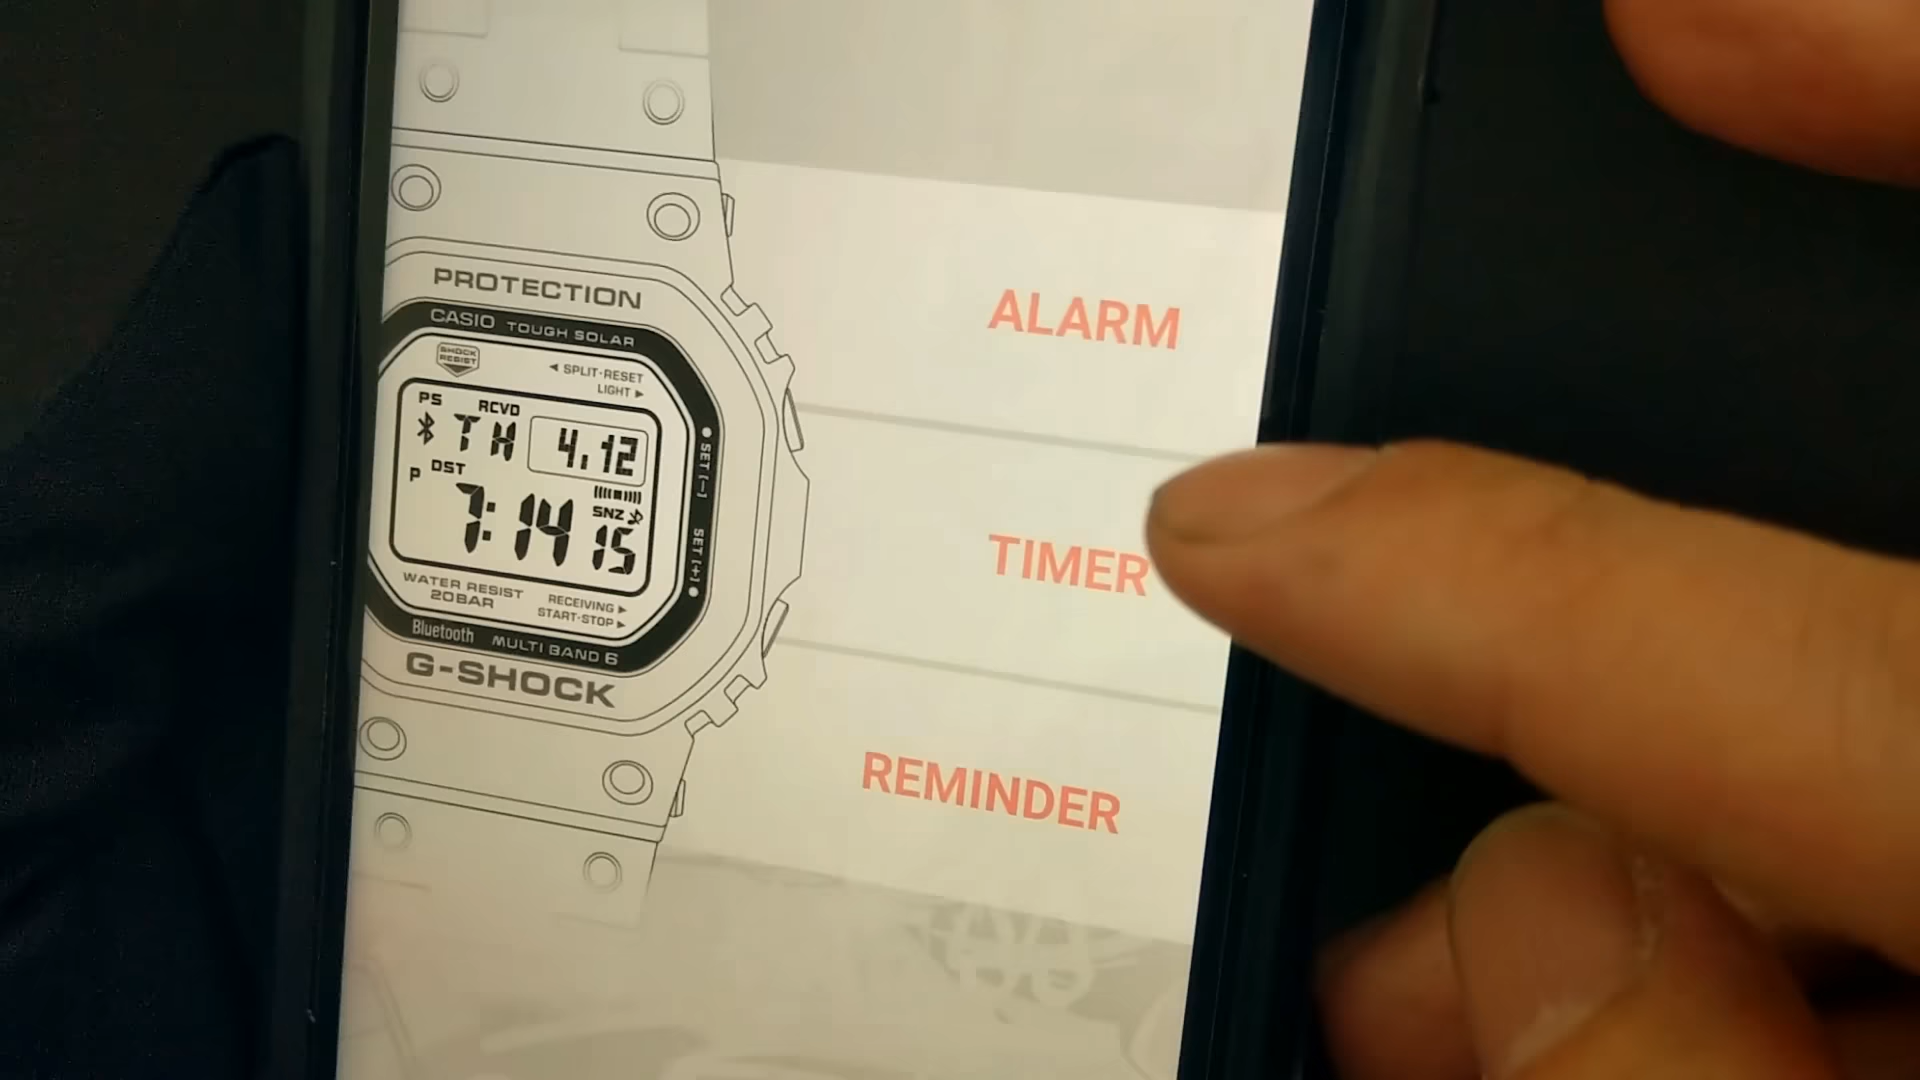 PROTECTION
CASIO TOUGH SOLAR
SHOCK
RESIST
◄ SPLIT-RESET
LIGHT ►
PS RCVD
TH 4.12
P DST
SNZ
7:14 15
SET (−)
SET (+)
WATER RESIST
20BAR
RECEIVING ►
START-STOP ►
Bluetooth MULTI BAND 6
G-SHOCK
ALARM
TIMER
REMINDER